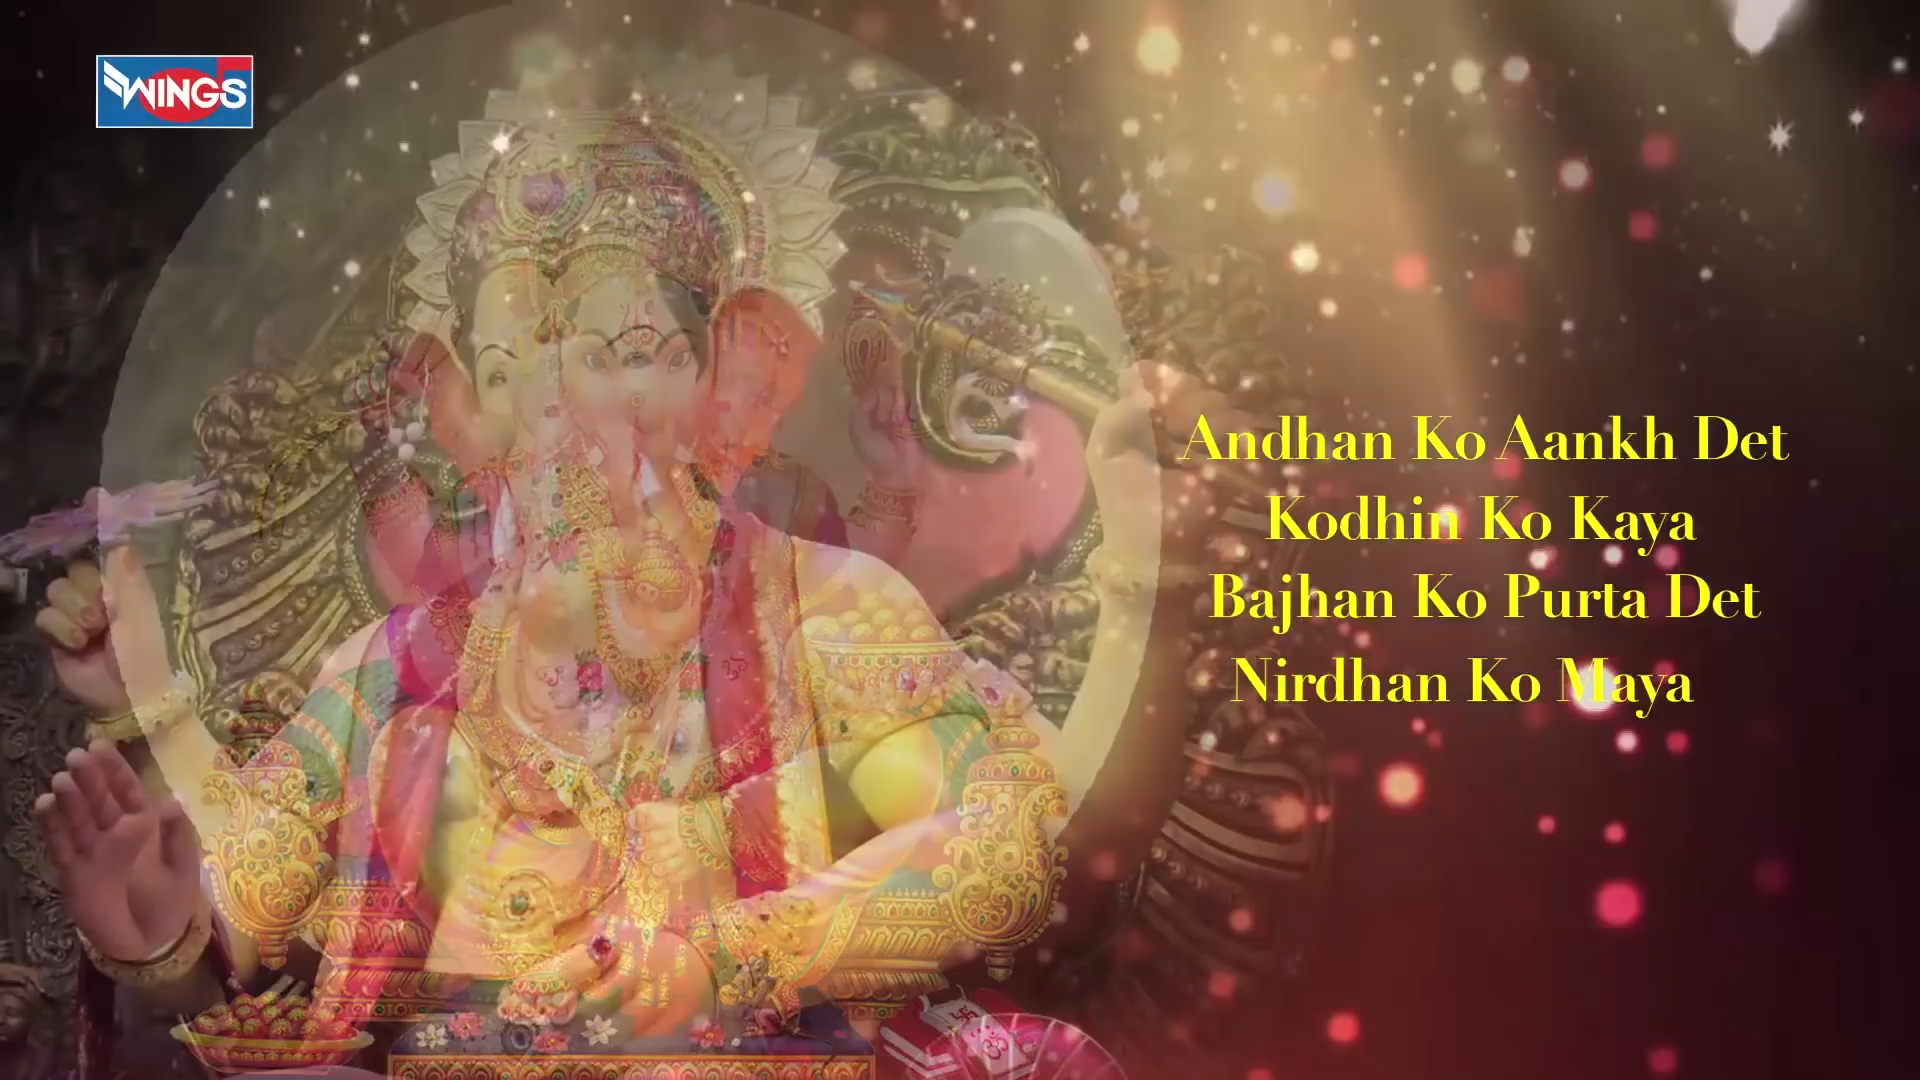 WINGS
Andhan Ko Aankh Det
Kodhin Ko Kaya
Bajhan Ko Purta Det
Nirdhan Ko Maya